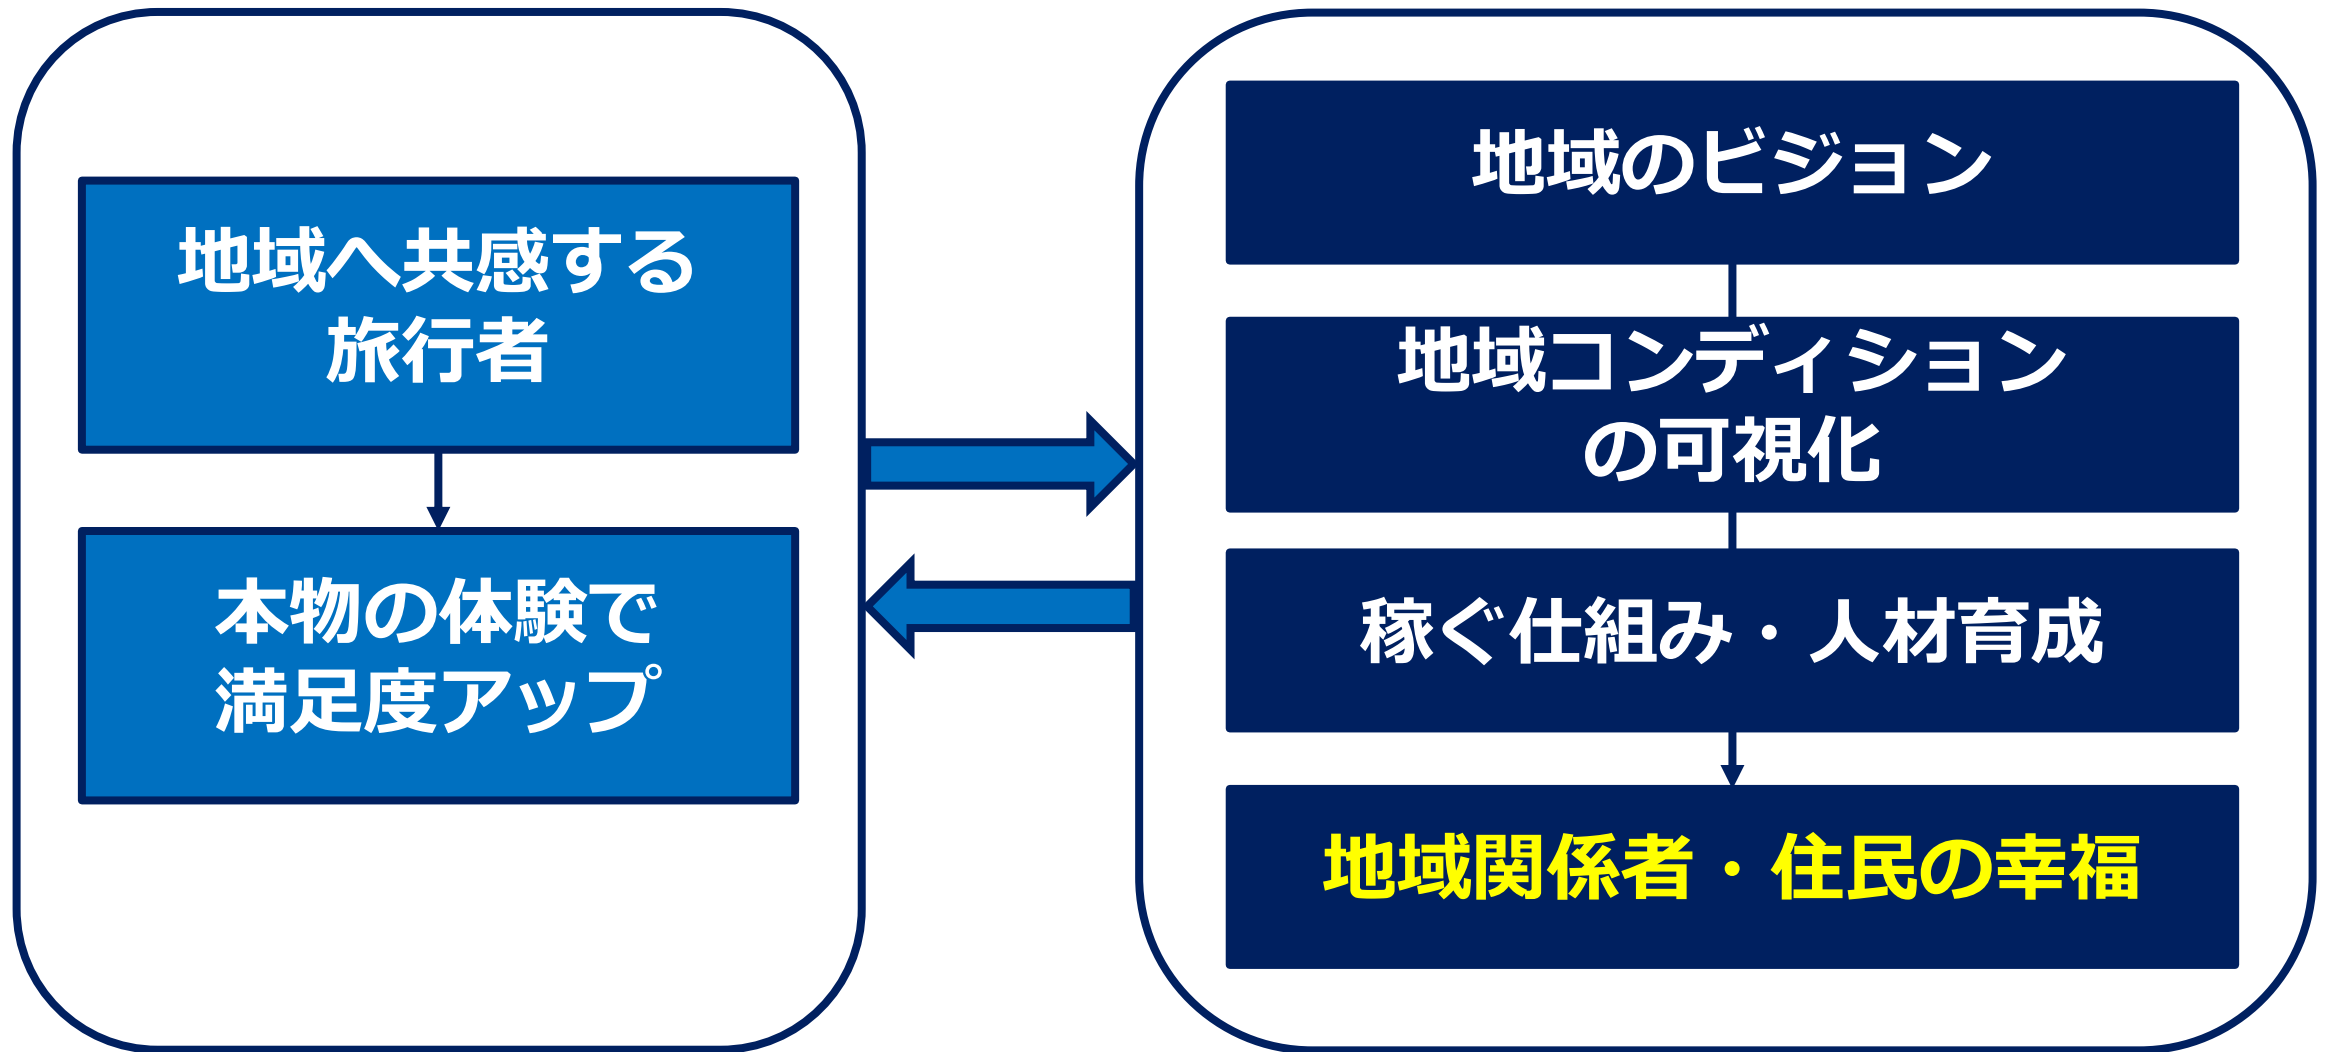 地域へ共感する
旅行者
本物の体験で
満足度アップ
地域のビジョン
地域コンディション
の可視化
稼ぐ仕組み・人材育成
地域関係者・住民の幸福